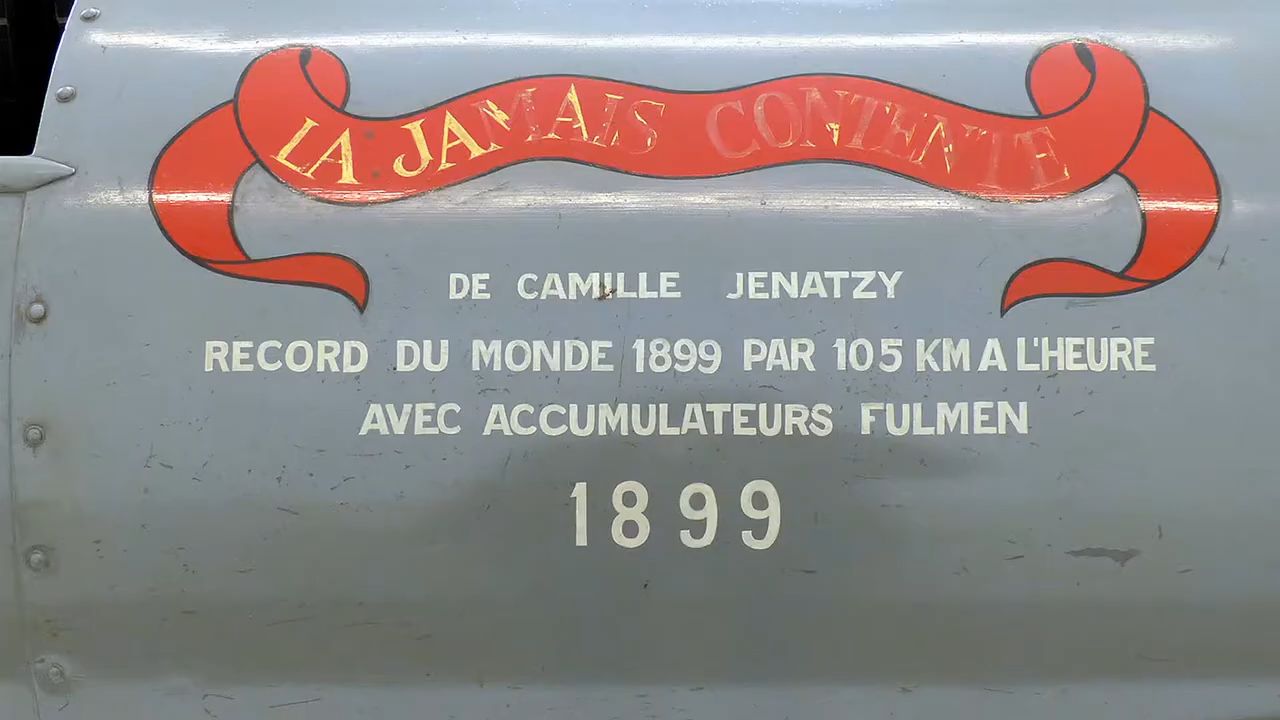 LA JAMAIS CONTENTE
DE CAMILLE JENATZY
RECORD DU MONDE 1899 PAR 105 KM A L'HEURE
AVEC ACCUMULATEURS FULMEN
1899